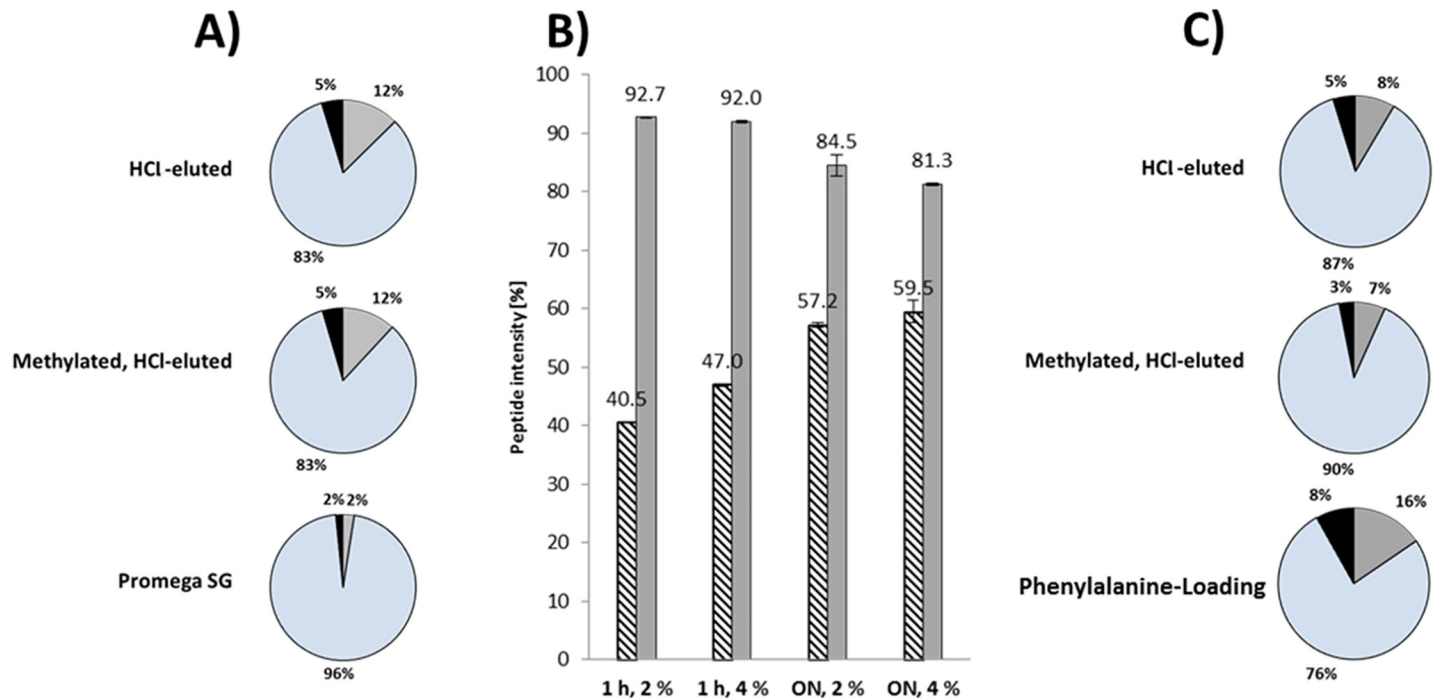 A)
5%
12%
HCl-eluted
83%
5%
12%
Methylated, HCl-eluted
83%
2%
2%
Promega SG
96%
B)
Peptide intensity [%]
100
90
80
70
60
50
40
30
20
10
0
92.7
92.0
84.5
81.3
40.5
47.0
57.2
59.5
1 h, 2 %
1 h, 4 %
ON, 2 %
ON, 4 %
C)
5%
8%
HCl-eluted
87%
3%
7%
Methylated, HCl-eluted
90%
8%
16%
Phenylalanine-Loading
76%